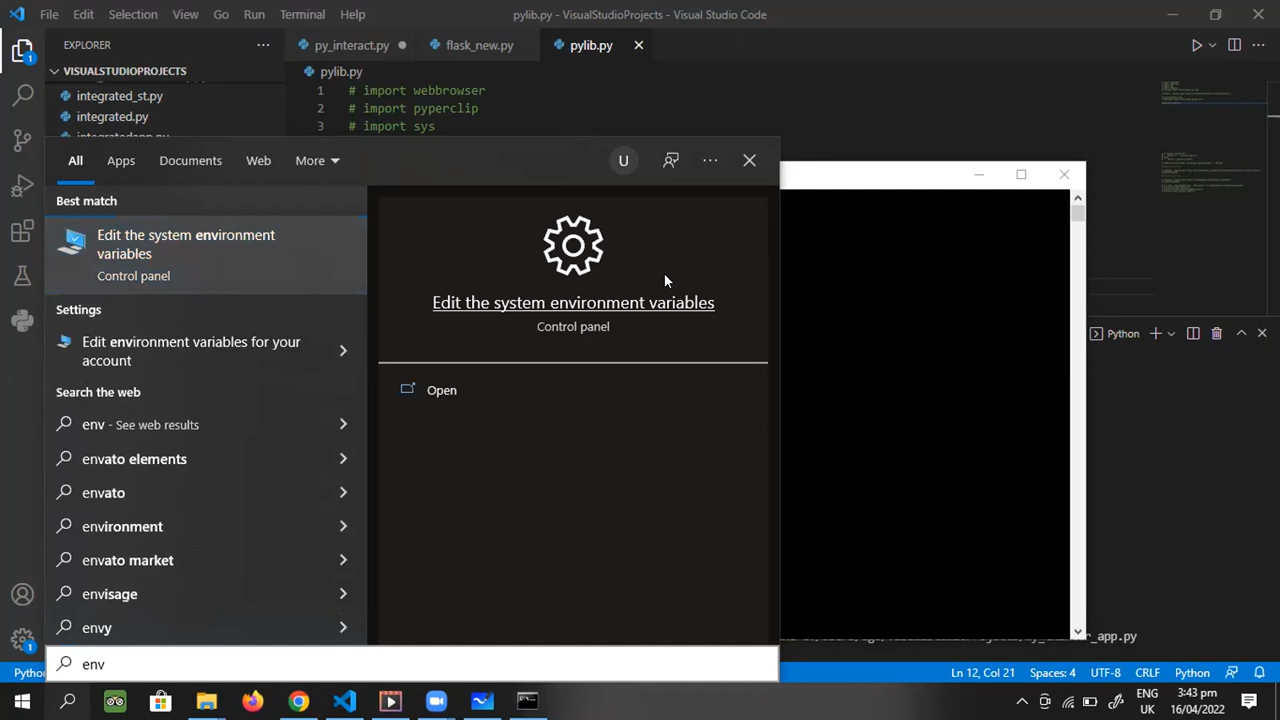 File Edit Selection View Go Run Terminal Help
pylib.py - VisualStudioProjects - Visual Studio Code
EXPLORER
py_interact.py
flask_new.py
pylib.py
VISUALSTUDIOPROJECTS
integrated_st.py
integrated.py
integratedapp.py
pylib.py
1 # import webbrowser
2 # import pyperclip
3 # import sys
All Apps Documents Web More
U
Best match
Edit the system environment
variables
Control panel
Settings
Edit environment variables for your
account
Search the web
env - See web results
envato elements
envato
environment
envato market
envisage
envy
Edit the system environment variables
Control panel
Open
env
Python
Ln 12, Col 21 Spaces: 4 UTF-8 CRLF Python
1
1
Python
ENG
UK
3:43 pm
16/04/2022